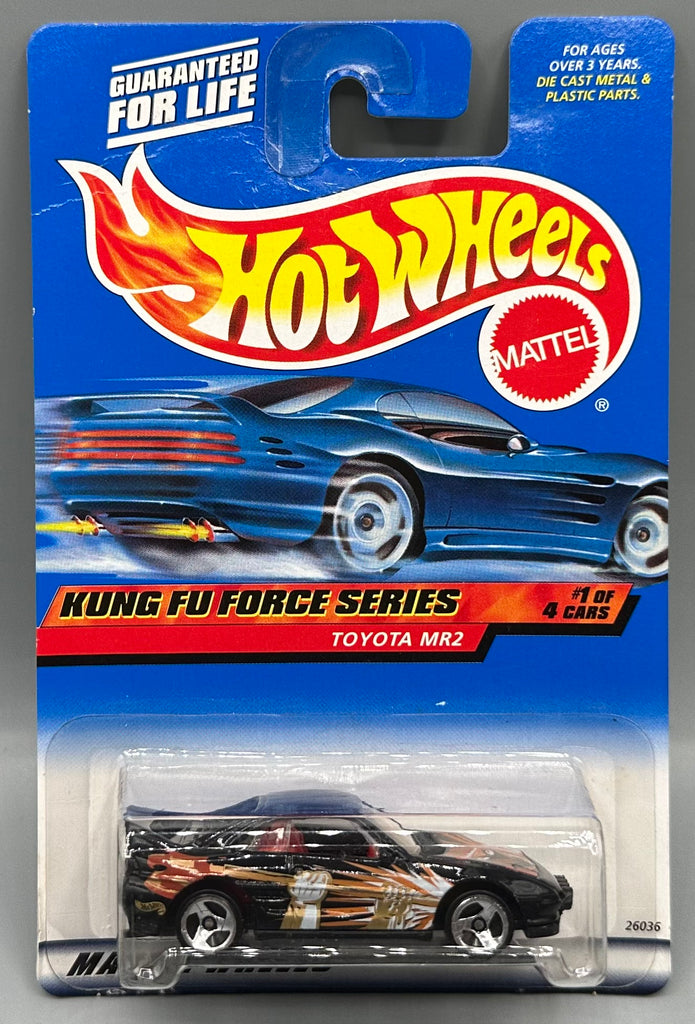 GUARANTEED
FOR LIFE
FOR AGES
OVER 3 YEARS.
DIE CAST METAL &
PLASTIC PARTS.
HOT WHEELS
MATTEL
®
KUNG FU FORCE SERIES
#1 OF
4 CARS
TOYOTA MR2
26036